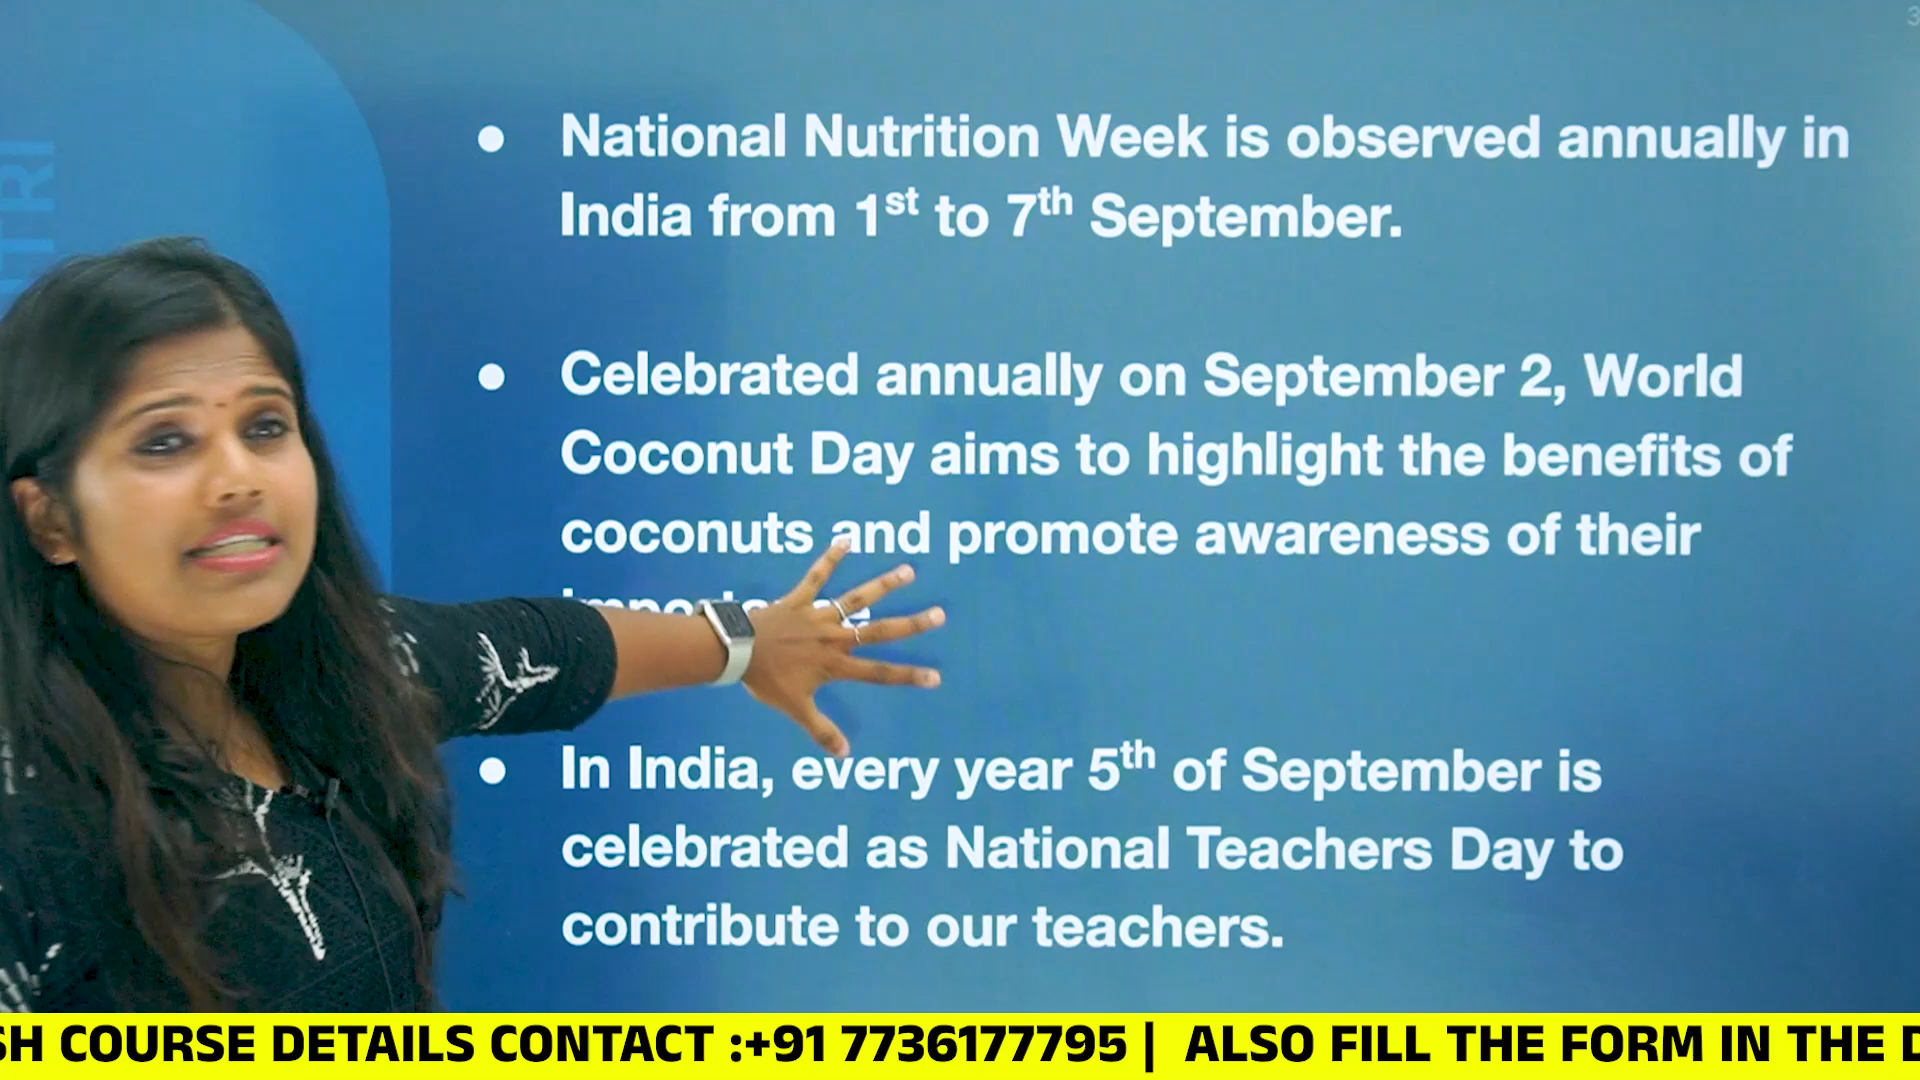 ● National Nutrition Week is observed annually in
India from 1st to 7th September.
● Celebrated annually on September 2, World
Coconut Day aims to highlight the benefits of
coconuts and promote awareness of their
● In India, every year 5th of September is
celebrated as National Teachers Day to
contribute to our teachers.
SH COURSE DETAILS CONTACT :+91 7736177795 | ALSO FILL THE FORM IN THE D